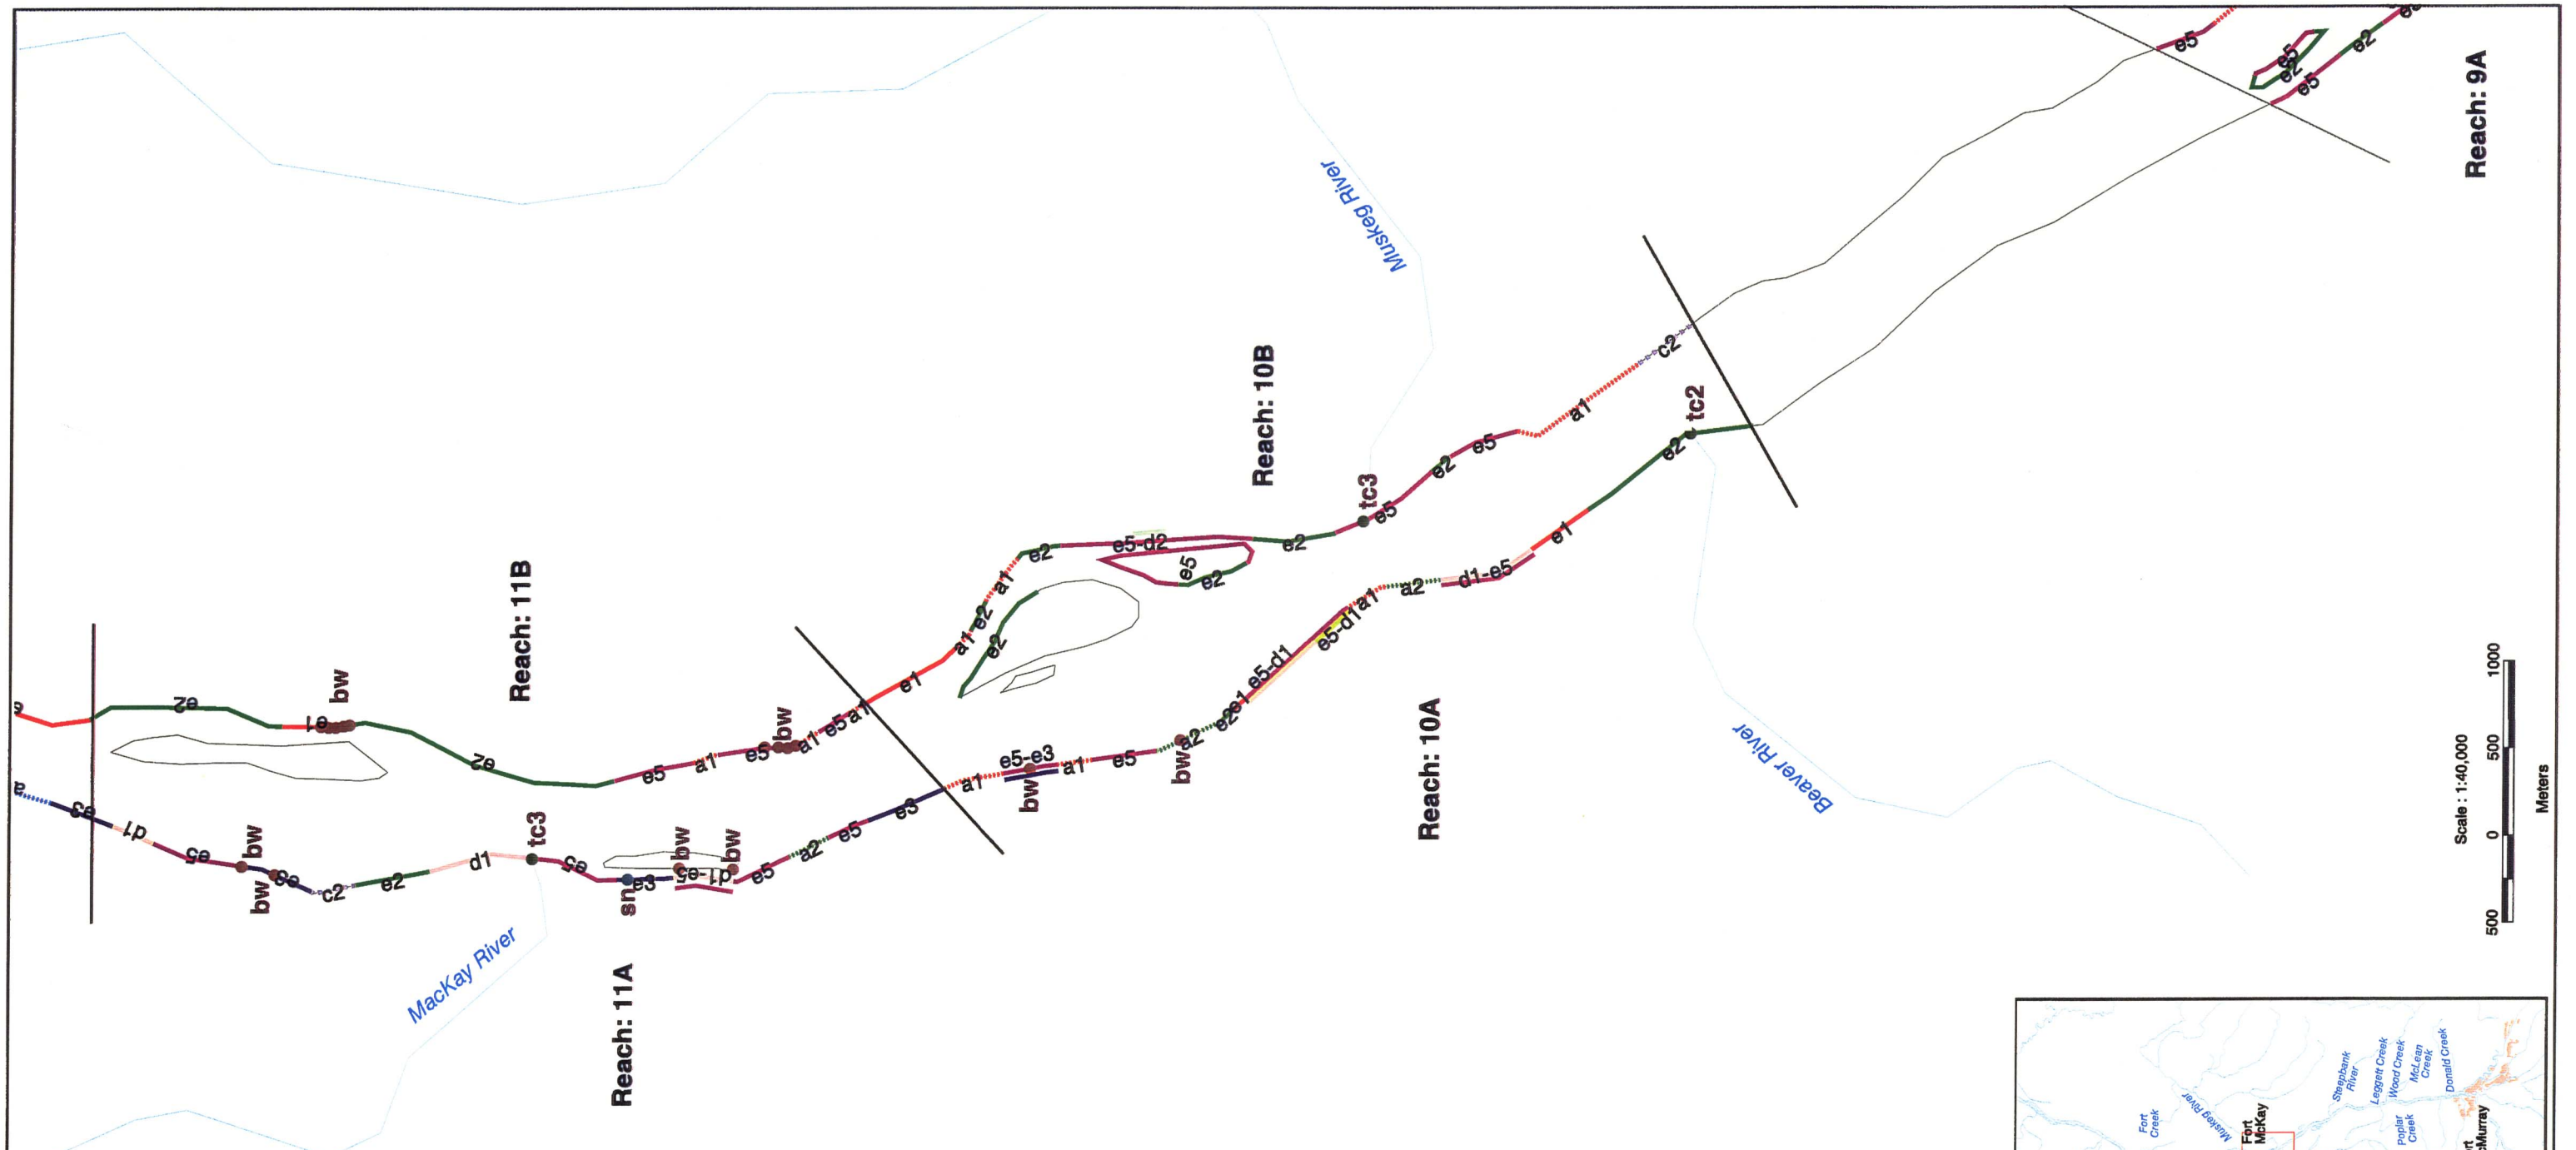 Reach: 9A
e5
e5
e2
e5
e2
Muskeg River
Reach: 10B
c2
a1
e5
e2
e5
tc3
e2
e5-d2
e5
e2
e2
a1
e2
a1
e2
e1
tc2
e2
e1
d1-e5
a2
a1
e5-d1
e5-d1
e1
e2
a2
bw
e5
a1
e5-e3
bw
a1
Reach: 10A
Beaver River
Reach: 11B
a1
e5
a1
bw
e5
a1
e5
e2
bw
e1
e2
e3
e5
a2
e5
bw
d1-e5
bw
e3
sn
e5
tc3
d1
e2
c2
e3
bw
bw
e5
d1
e3
MacKay River
Reach: 11A
Scale : 1:40,000
500 0 500 1000
Meters
Fort
Creek
Muskeg River
Fort
McKay
Steepbank
River
Leggett Creek
Wood Creek
McLean
Creek
Donald Creek
Poplar
Creek